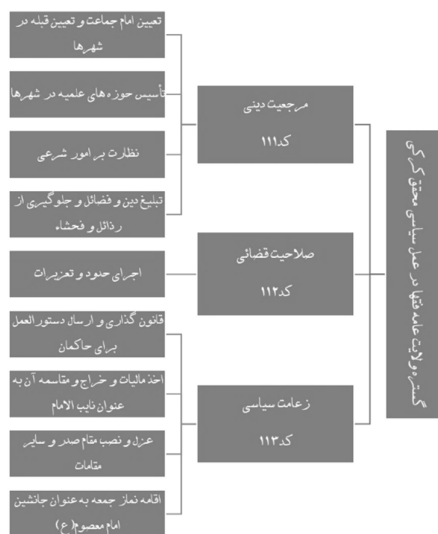 گستره ولایت عامه فقها در عمل سیاسی محقق کرکی
مرجعیت دینی
کد۱۱۱
تعیین امام جماعت و تعیین قبله در
شهرها
تأسیس حوزه های علمیه در شهرها
نظارت بر امور شرعی
تبلیغ دین و فضائل و جلوگیری از
رذائل و فحشاء
صلاحیت قضائی
کد۱۱۲
اجرای حدود و تعزیرات
زعامت سیاسی
کد۱۱۳
قانون گذاری و ارسال دستورالعمل
برای حاکمان
اخذ مالیات و خراج و مقاسمه آن به
عنوان نایب الامام
عزل و نصب مقام صدر و سایر
مقامات
اقامه نماز جمعه به عنوان جانشین
امام معصوم(ع)